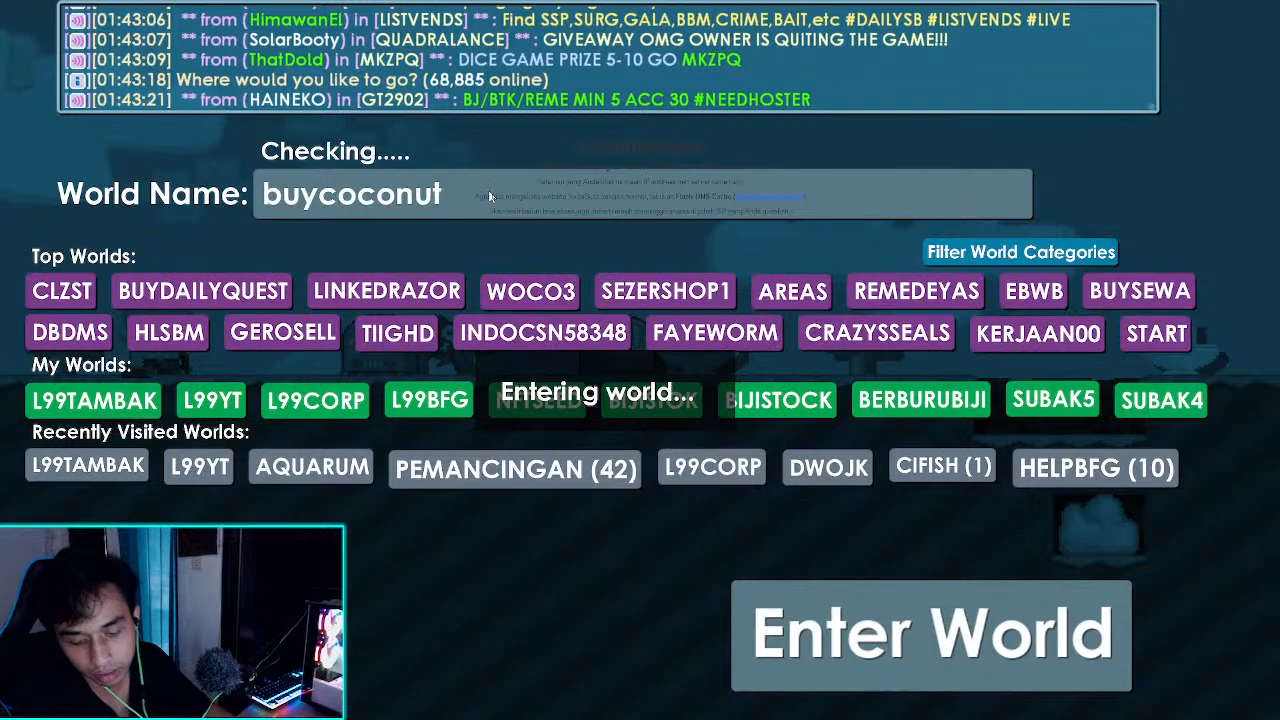 [01:43:06] ** from (HimawanEL) in [LISTVENDS] ** : Find SSP,SURG,GALA,BBM,CRIME,BAIT,etc #DAILYSB #LISTVENDS #LIVE
[01:43:07] ** from (SolarBooty) in [QUADRALANCE] ** : GIVEAWAY OMG OWNER IS QUITING THE GAME!!!
[01:43:09] ** from (ThatDold) in [MKZPQ] ** : DICE GAME PRIZE 5-10 GO MKZPQ
[01:43:18] Where would you like to go? (68,885 online)
[01:43:21] ** from (HAINEKO) in [GT2902] ** : BJ/BTK/REME MIN 5 ACC 30 #NEEDHOSTER
Checking.....
World Name: buycoconut
Top Worlds:
Filter World Categories
CLZST BUYDAILYQUEST LINKEDRAZOR WOCO3 SEZERSHOP1 AREAS REMEDEYAS EBWB BUYSEWA
DBDMS HLSBM GEROSELL TIIGHD INDOCSN58348 FAYEWORM CRAZYSSEALS KERJAAN00 START
My Worlds:
L99TAMBAK L99YT L99CORP L99BFG Entering world... BIJISTOCK BERBURUBIJI SUBAK5 SUBAK4
Recently Visited Worlds:
L99TAMBAK L99YT AQUARUM PEMANCINGAN (42) L99CORP DWOJK CIFISH (1) HELPBFG (10)
Enter World